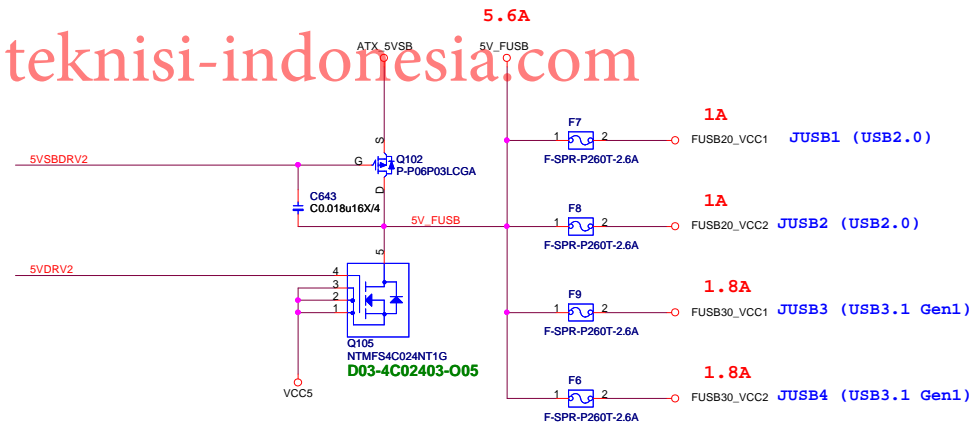 5.6A
teknisi-indonesia.com
ATX_5VSB
5V_FUSB
S
G
D
Q102
P-P06P03LCGA
5VSBDRV2
C643
C0.018u16X/4
5V_FUSB
5VDRV2
5
4
3
2
1
Q105
NTMFS4C024NT1G
D03-4C02403-O05
VCC5
F7
1 2
F-SPR-P260T-2.6A
1A
FUSB20_VCC1 JUSB1 (USB2.0)
F8
1 2
F-SPR-P260T-2.6A
1A
FUSB20_VCC2 JUSB2 (USB2.0)
F9
1 2
F-SPR-P260T-2.6A
1.8A
FUSB30_VCC1 JUSB3 (USB3.1 Gen1)
F6
1 2
F-SPR-P260T-2.6A
1.8A
FUSB30_VCC2 JUSB4 (USB3.1 Gen1)